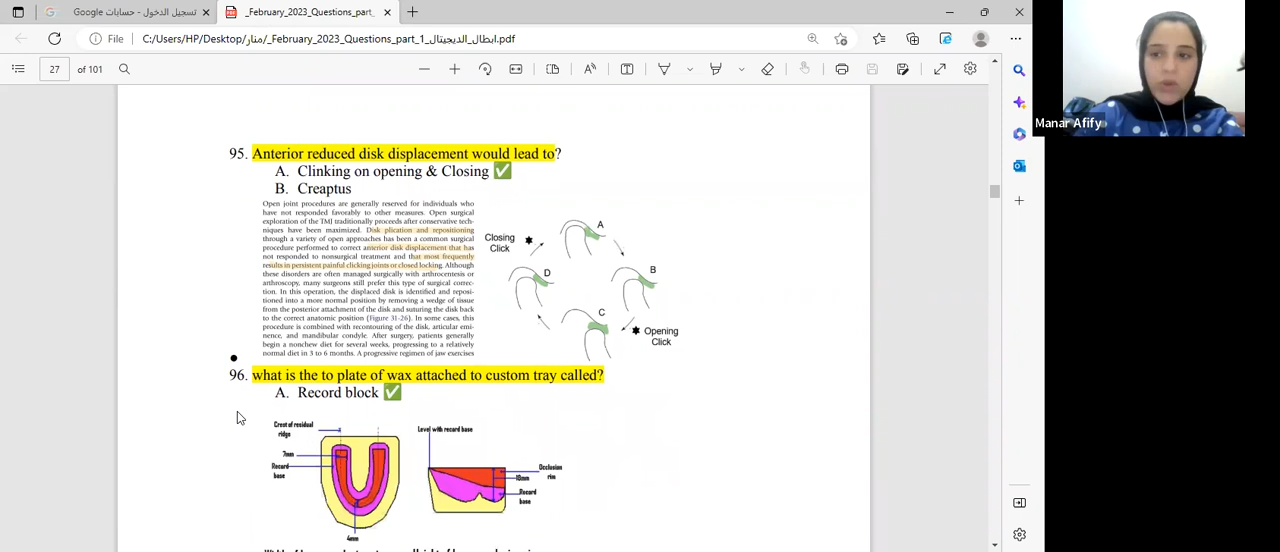 تسجيل الدخول - حسابات Google
_February_2023_Questions_part_
File
C:/Users/HP/Desktop/منار/_February_2023_Questions_part_1_ابطال_الديجيتال.pdf
27 of 101
Manar Afify
95. Anterior reduced disk displacement would lead to?
A. Clinking on opening & Closing ✅
B. Creaptus
Open joint procedures are generally reserved for individuals who
have not responded favorably to other measures. Open surgical
exploration of the TMJ traditionally proceeds after conservative tech-
niques have been maximized. Disk plication and repositioning
through a variety of open approaches has been a common surgical
procedure performed to correct anterior disk displacement that has
not responded to nonsurgical treatment and that most frequently
results in persistent painful clicking joints or closed locking. Although
these disorders are often managed surgically with arthrocentesis or
arthroscopy, many surgeons still prefer this type of surgical correc-
tion. In this operation, the displaced disk is identified and reposi-
tioned into a more normal position by removing a wedge of tissue
from the posterior attachment of the disk and suturing the disk back
to the correct anatomic position (Figure 31-26). In some cases, this
procedure is combined with recontouring of the disk, articular emi-
nence, and mandibular condyle. After surgery, patients generally
begin a nonchew diet for several weeks, progressing to a relatively
normal diet in 3 to 6 months. A progressive regimen of jaw exercises
A
Closing
Click
D
B
C
Opening
Click
96. what is the to plate of wax attached to custom tray called?
A. Record block ✅
Crest of residual
ridges
7mm
Record
base
4mm
Level with record base
Occlusion
rim
10mm
Record
base